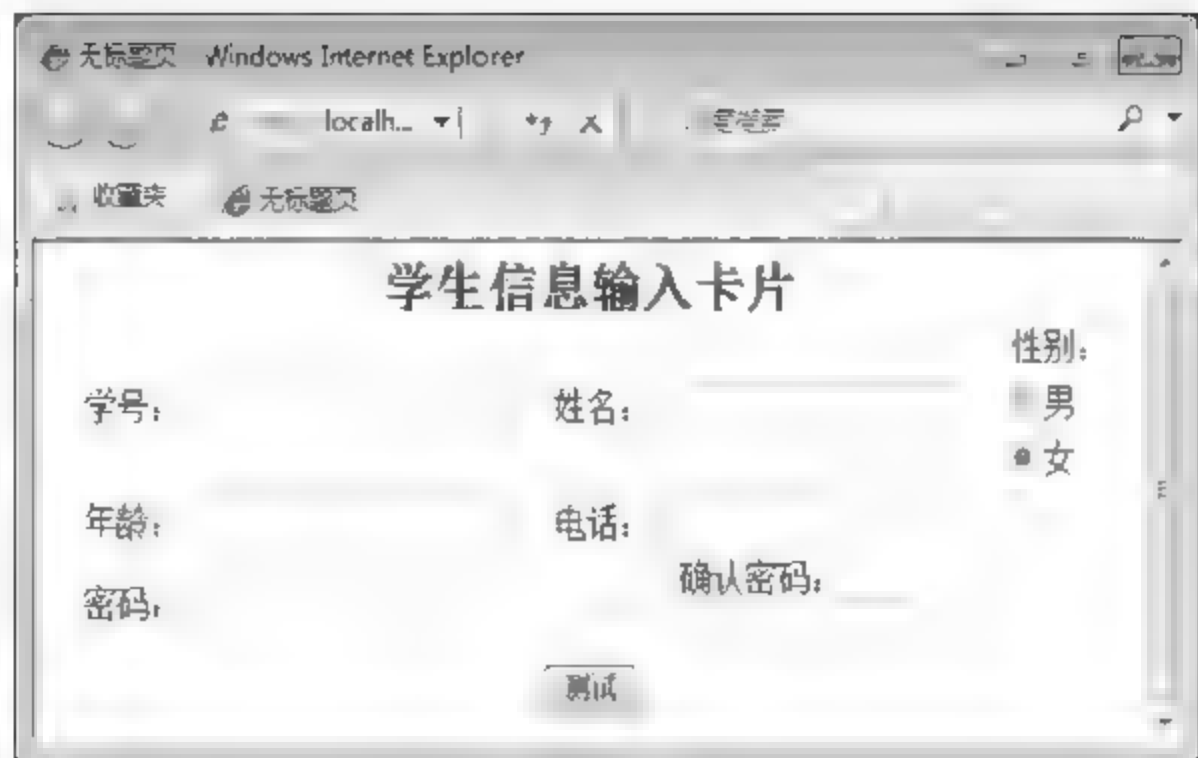 无标题页 Windows Internet Explorer
localh...
收藏夹 无标题页
学生信息输入卡片
性别:
学号: 姓名: 男
女
年龄: 电话:
确认密码:
密码:
测试